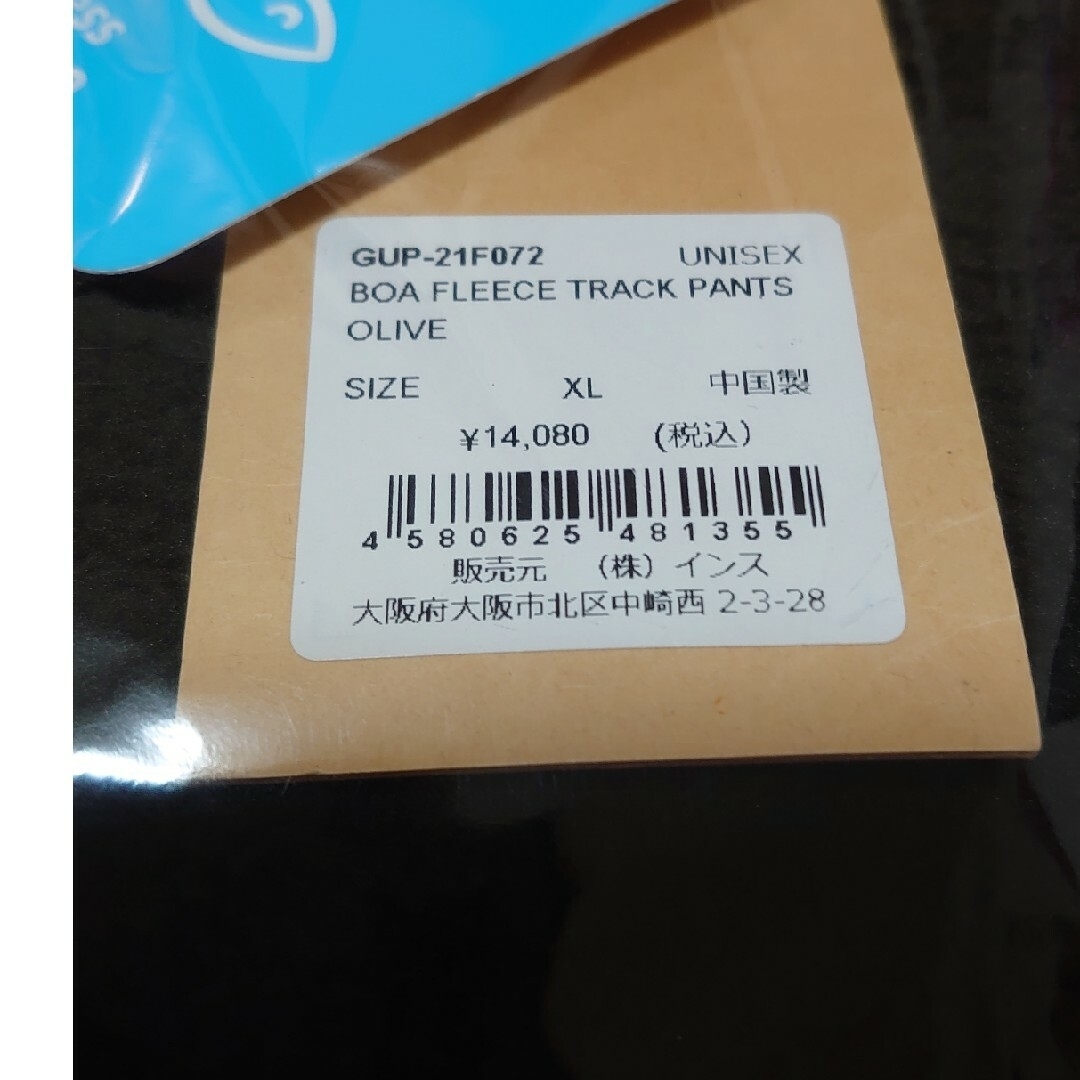 ss
GUP-21F072 UNISEX
BOA FLEECE TRACK PANTS
OLIVE
SIZE XL 中国製
¥14,080 (税込)
4 580625 481355
販売元 (株) インス
大阪府大阪市北区中崎西 2-3-28